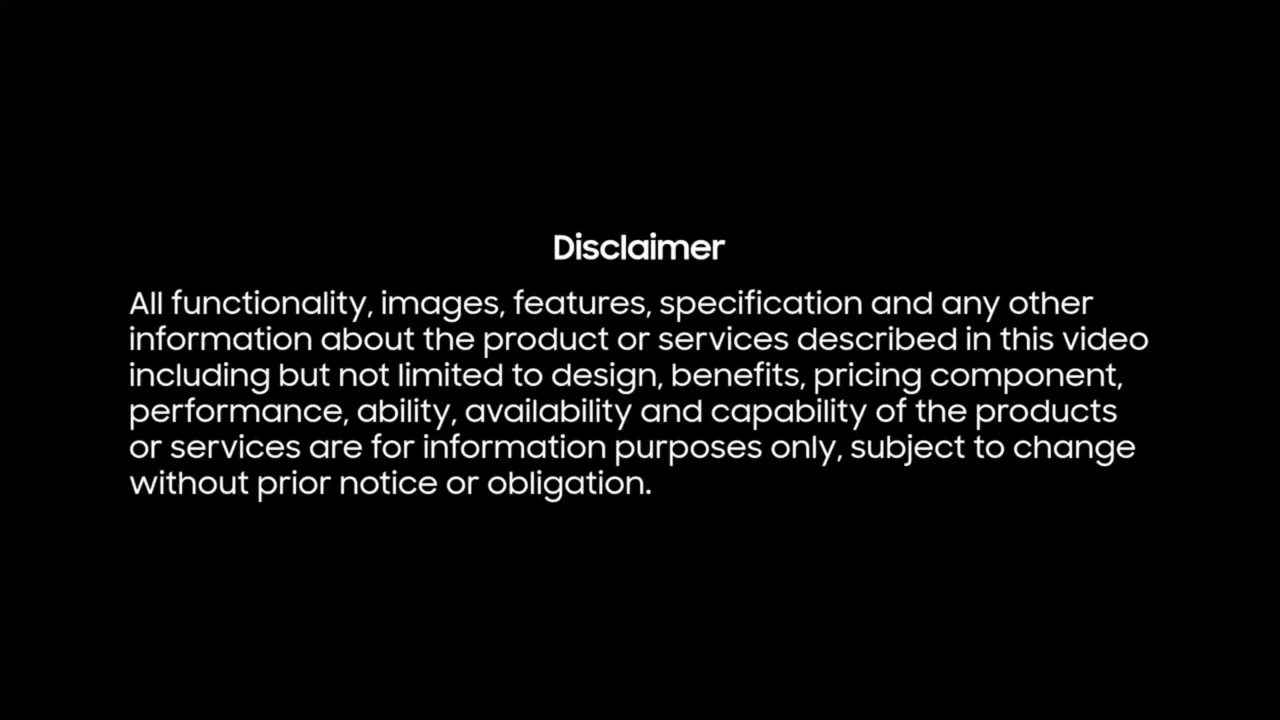 Disclaimer
All functionality, images, features, specification and any other
information about the product or services described in this video
including but not limited to design, benefits, pricing component,
performance, ability, availability and capability of the products
or services are for information purposes only, subject to change
without prior notice or obligation.